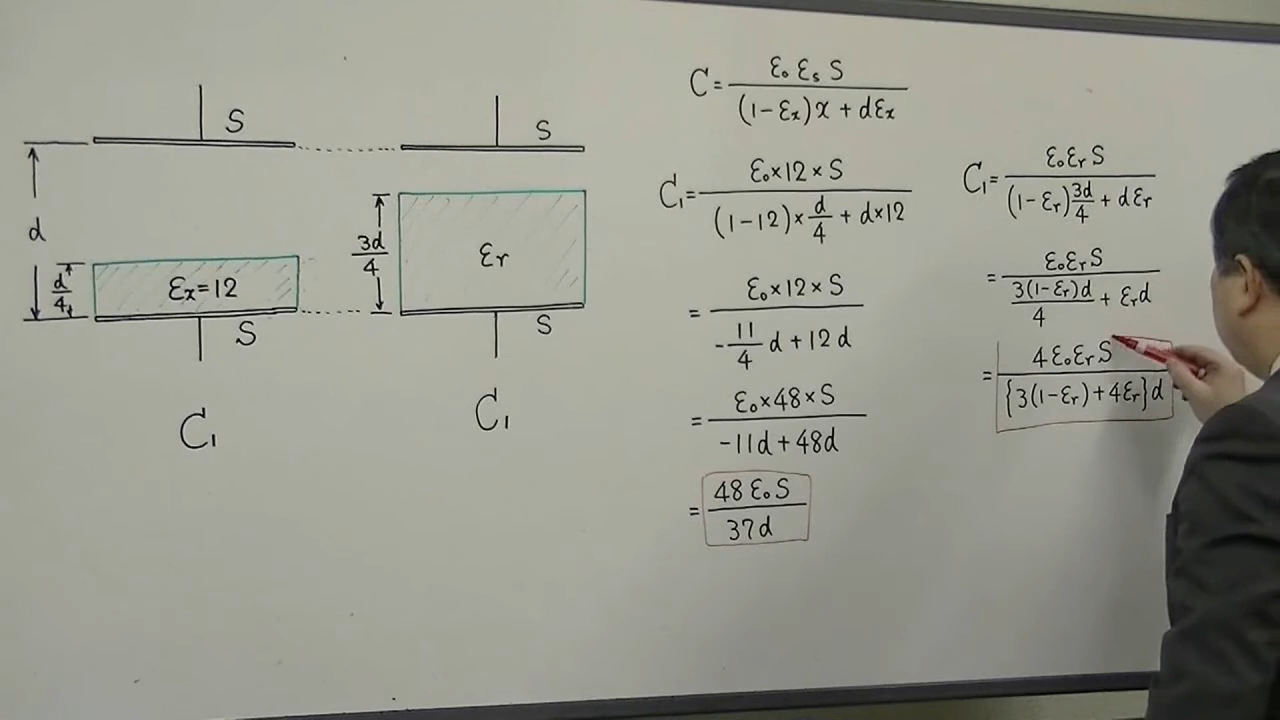 S
S
d
d/4
εx=12
S
3d/4
εr
S
C₁
C₁
C = ε₀ εs S / (1-εx)x + dεx
C₁ = ε₀×12×S / (1-12)×d/4 + d×12
= ε₀×12×S / -11/4 d + 12d
= ε₀×48×S / -11d + 48d
= 48 ε₀ S / 37d
C₁ = ε₀εr S / (1-εr)3d/4 + dεr
= ε₀εr S / 3(1-εr)d/4 + εr d
= 4ε₀εr S / {3(1-εr)+4εr}d